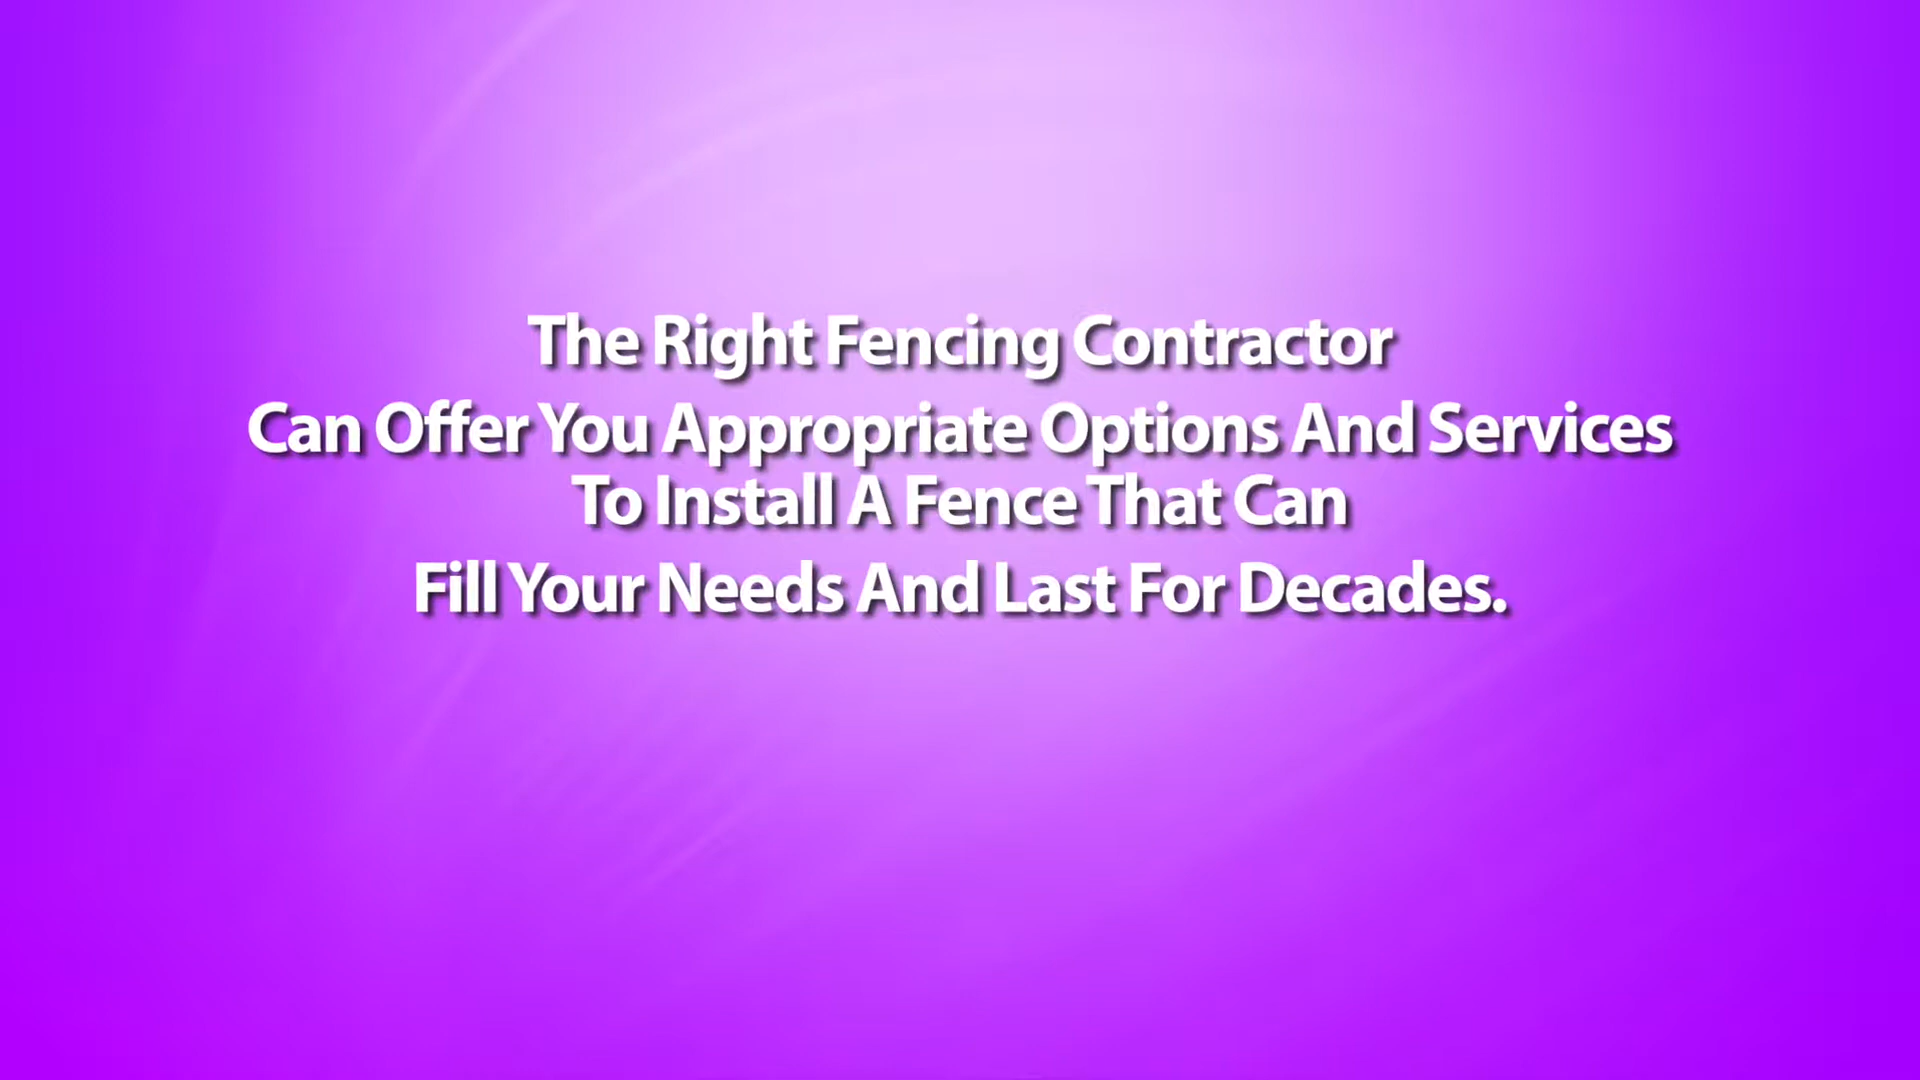 The Right Fencing Contractor
Can Offer You Appropriate Options And Services
To Install A Fence That Can
Fill Your Needs And Last For Decades.